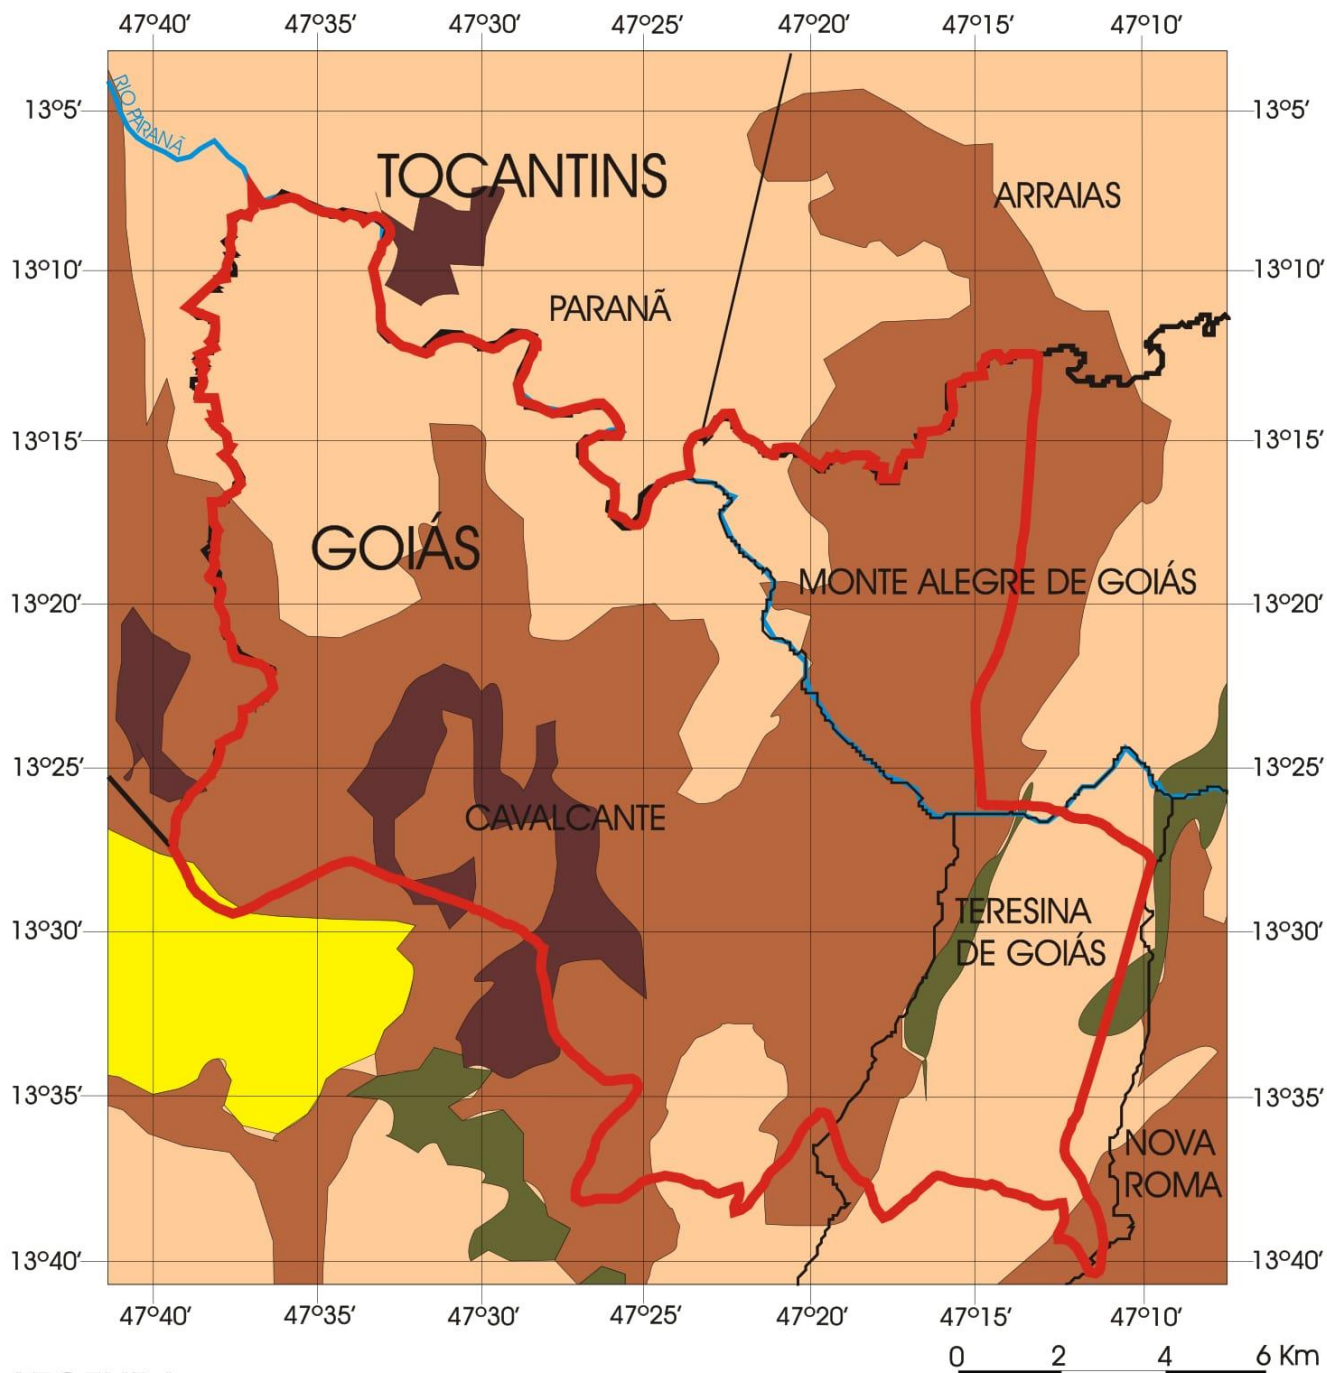 47°40′ 47°35′ 47°30′ 47°25′ 47°20′ 47°15′ 47°10′
13°5′ 13°5′
RIO PARANÃ
TOCANTINS
ARRAIAS
13°10′ 13°10′
PARANÃ
13°15′ 13°15′
GOIÁS
MONTE ALEGRE DE GOIÁS
13°20′ 13°20′
13°25′ 13°25′
CAVALCANTE
TERESINA
DE GOIÁS
13°30′ 13°30′
13°35′ 13°35′
NOVA
ROMA
13°40′ 13°40′
47°40′ 47°35′ 47°30′ 47°25′ 47°20′ 47°15′ 47°10′
0 2 4 6 Km